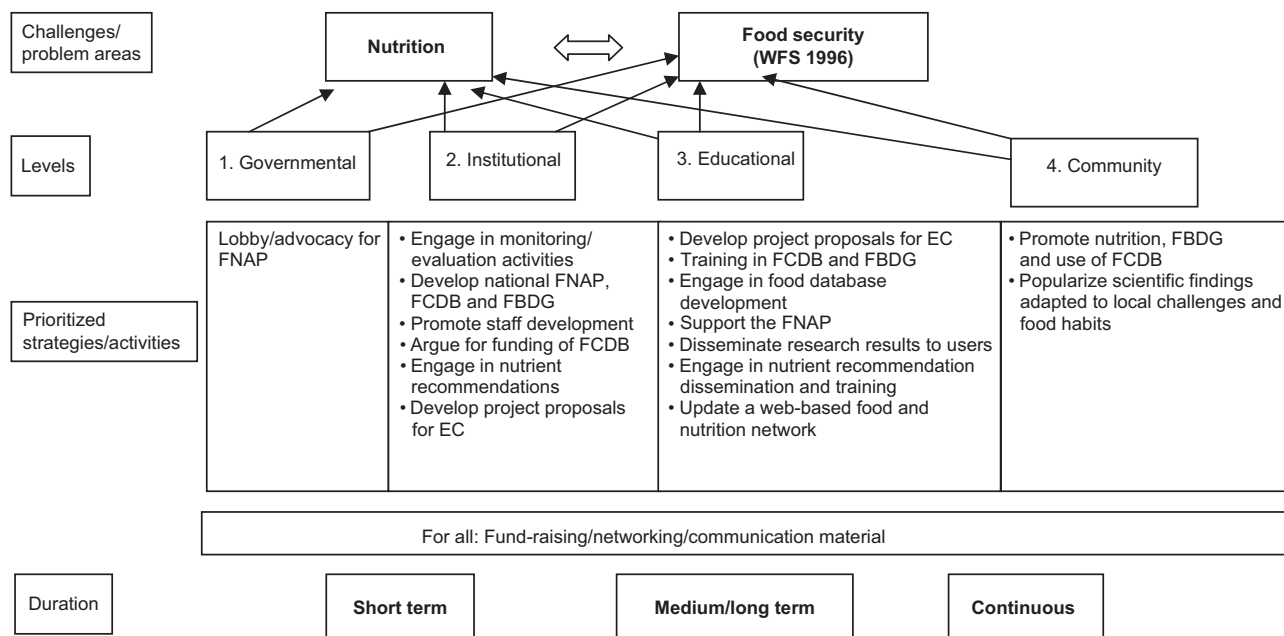 Challenges/
problem areas
Nutrition
Food security
(WFS 1996)
Levels
1. Governmental
2. Institutional
3. Educational
4. Community
Prioritized
strategies/activities
Lobby/advocacy for
FNAP
• Engage in monitoring/
evaluation activities
• Develop national FNAP,
FCDB and FBDG
• Promote staff development
• Argue for funding of FCDB
• Engage in nutrient
recommendations
• Develop project proposals
for EC
• Develop project proposals for EC
• Training in FCDB and FBDG
• Engage in food database
development
• Support the FNAP
• Disseminate research results to users
• Engage in nutrient recommendation
dissemination and training
• Update a web-based food and
nutrition network
• Promote nutrition, FBDG
and use of FCDB
• Popularize scientific findings
adapted to local challenges and
food habits
For all: Fund-raising/networking/communication material
Duration
Short term
Medium/long term
Continuous